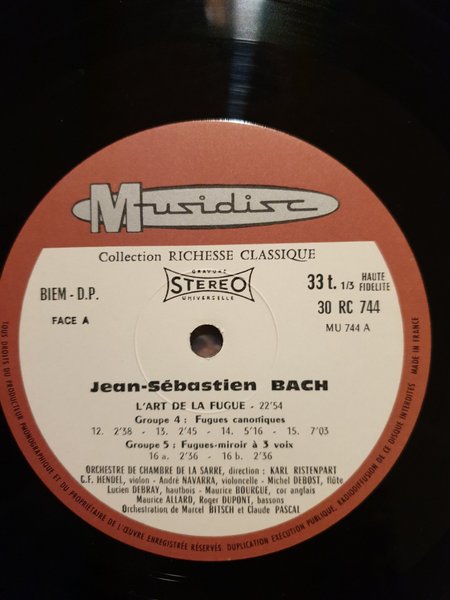 Musidisc
Collection RICHESSE CLASSIQUE
GRAVURE
STEREO
UNIVERSELLE
BIEM - D.P.
FACE A
33 t. 1/3 HAUTE FIDELITE
30 RC 744
MU 744 A
Jean-Sébastien BACH
L'ART DE LA FUGUE - 22'54
Groupe 4 : Fugues canoniques
12. 2'38 - 13. 2'45 - 14. 5'16 - 15. 7'03
Groupe 5 : Fugues-miroir à 3 voix
16 a. 2'36 - 16 b. 2'36
ORCHESTRE DE CHAMBRE DE LA SARRE, direction : KARL RISTENPART
G.F. HENDEL, violon - André NAVARRA, violoncelle - Michel DEBOST, flûte
Lucien DEBRAY, hautbois - Maurice BOURGUE, cor anglais
Maurice ALLARD, Roger DUPONT, bassons
Orchestration de Marcel BITSCH et Claude PASCAL
TOUS DROITS DU PRODUCTEUR PHONOGRAPHIQUE ET DU PROPRIETAIRE DE L'ŒUVRE ENREGISTRÉE RÉSERVÉS. DUPLICATION EXÉCUTION PUBLIQUE, RADIODIFFUSION DE CE DISQUE INTERDITES
MADE IN FRANCE